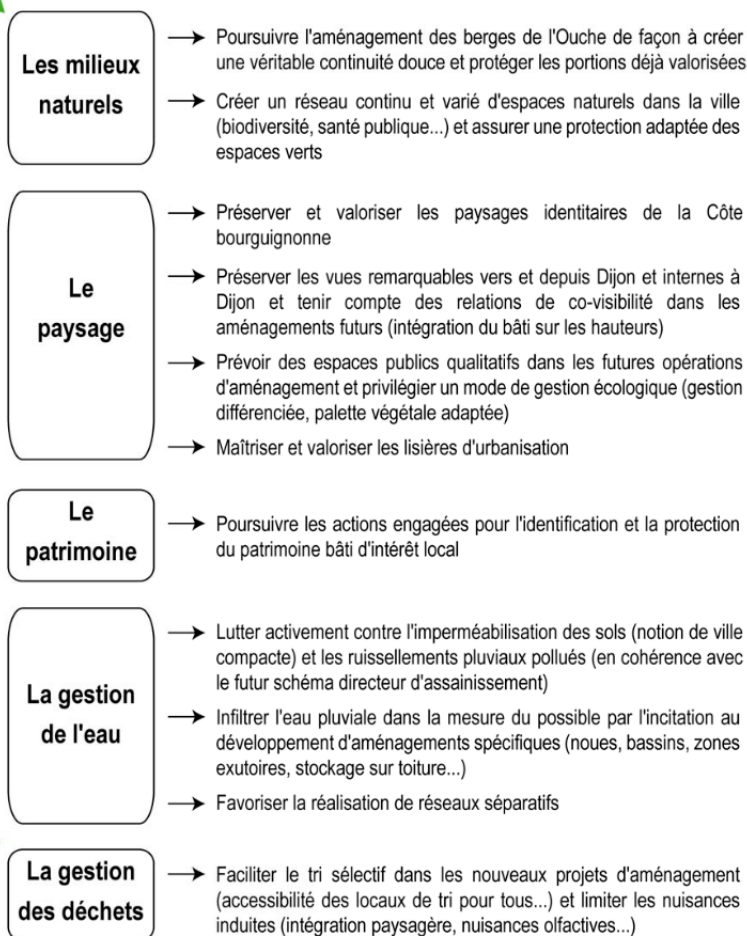 Les milieux
naturels
Poursuivre l'aménagement des berges de l'Ouche de façon à créer
une véritable continuité douce et protéger les portions déjà valorisées
Créer un réseau continu et varié d'espaces naturels dans la ville
(biodiversité, santé publique...) et assurer une protection adaptée des
espaces verts
Le
paysage
Préserver et valoriser les paysages identitaires de la Côte
bourguignonne
Préserver les vues remarquables vers et depuis Dijon et internes à
Dijon et tenir compte des relations de co-visibilité dans les
aménagements futurs (intégration du bâti sur les hauteurs)
Prévoir des espaces publics qualitatifs dans les futures opérations
d'aménagement et privilégier un mode de gestion écologique (gestion
différenciée, palette végétale adaptée)
Maîtriser et valoriser les lisières d'urbanisation
Le
patrimoine
Poursuivre les actions engagées pour l'identification et la protection
du patrimoine bâti d'intérêt local
La gestion
de l'eau
Lutter activement contre l'imperméabilisation des sols (notion de ville
compacte) et les ruissellements pluviaux pollués (en cohérence avec
le futur schéma directeur d'assainissement)
Infiltrer l'eau pluviale dans la mesure du possible par l'incitation au
développement d'aménagements spécifiques (noues, bassins, zones
exutoires, stockage sur toiture...)
Favoriser la réalisation de réseaux séparatifs
La gestion
des déchets
Faciliter le tri sélectif dans les nouveaux projets d'aménagement
(accessibilité des locaux de tri pour tous...) et limiter les nuisances
induites (intégration paysagère, nuisances olfactives...)